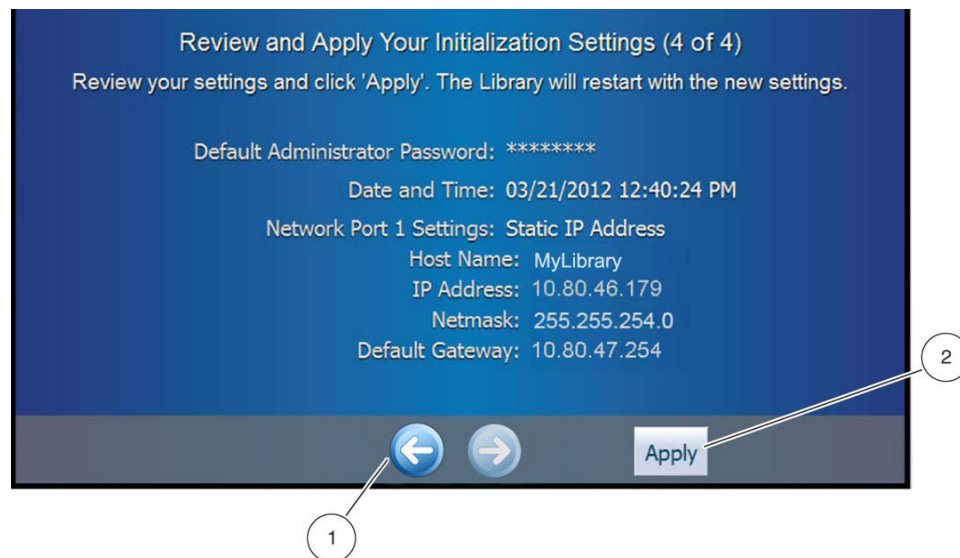 Review and Apply Your Initialization Settings (4 of 4)
Review your settings and click 'Apply'. The Library will restart with the new settings.
Default Administrator Password: ********
Date and Time: 03/21/2012 12:40:24 PM
Network Port 1 Settings: Static IP Address
Host Name: MyLibrary
IP Address: 10.80.46.179
Netmask: 255.255.254.0
Default Gateway: 10.80.47.254
2
Apply
1